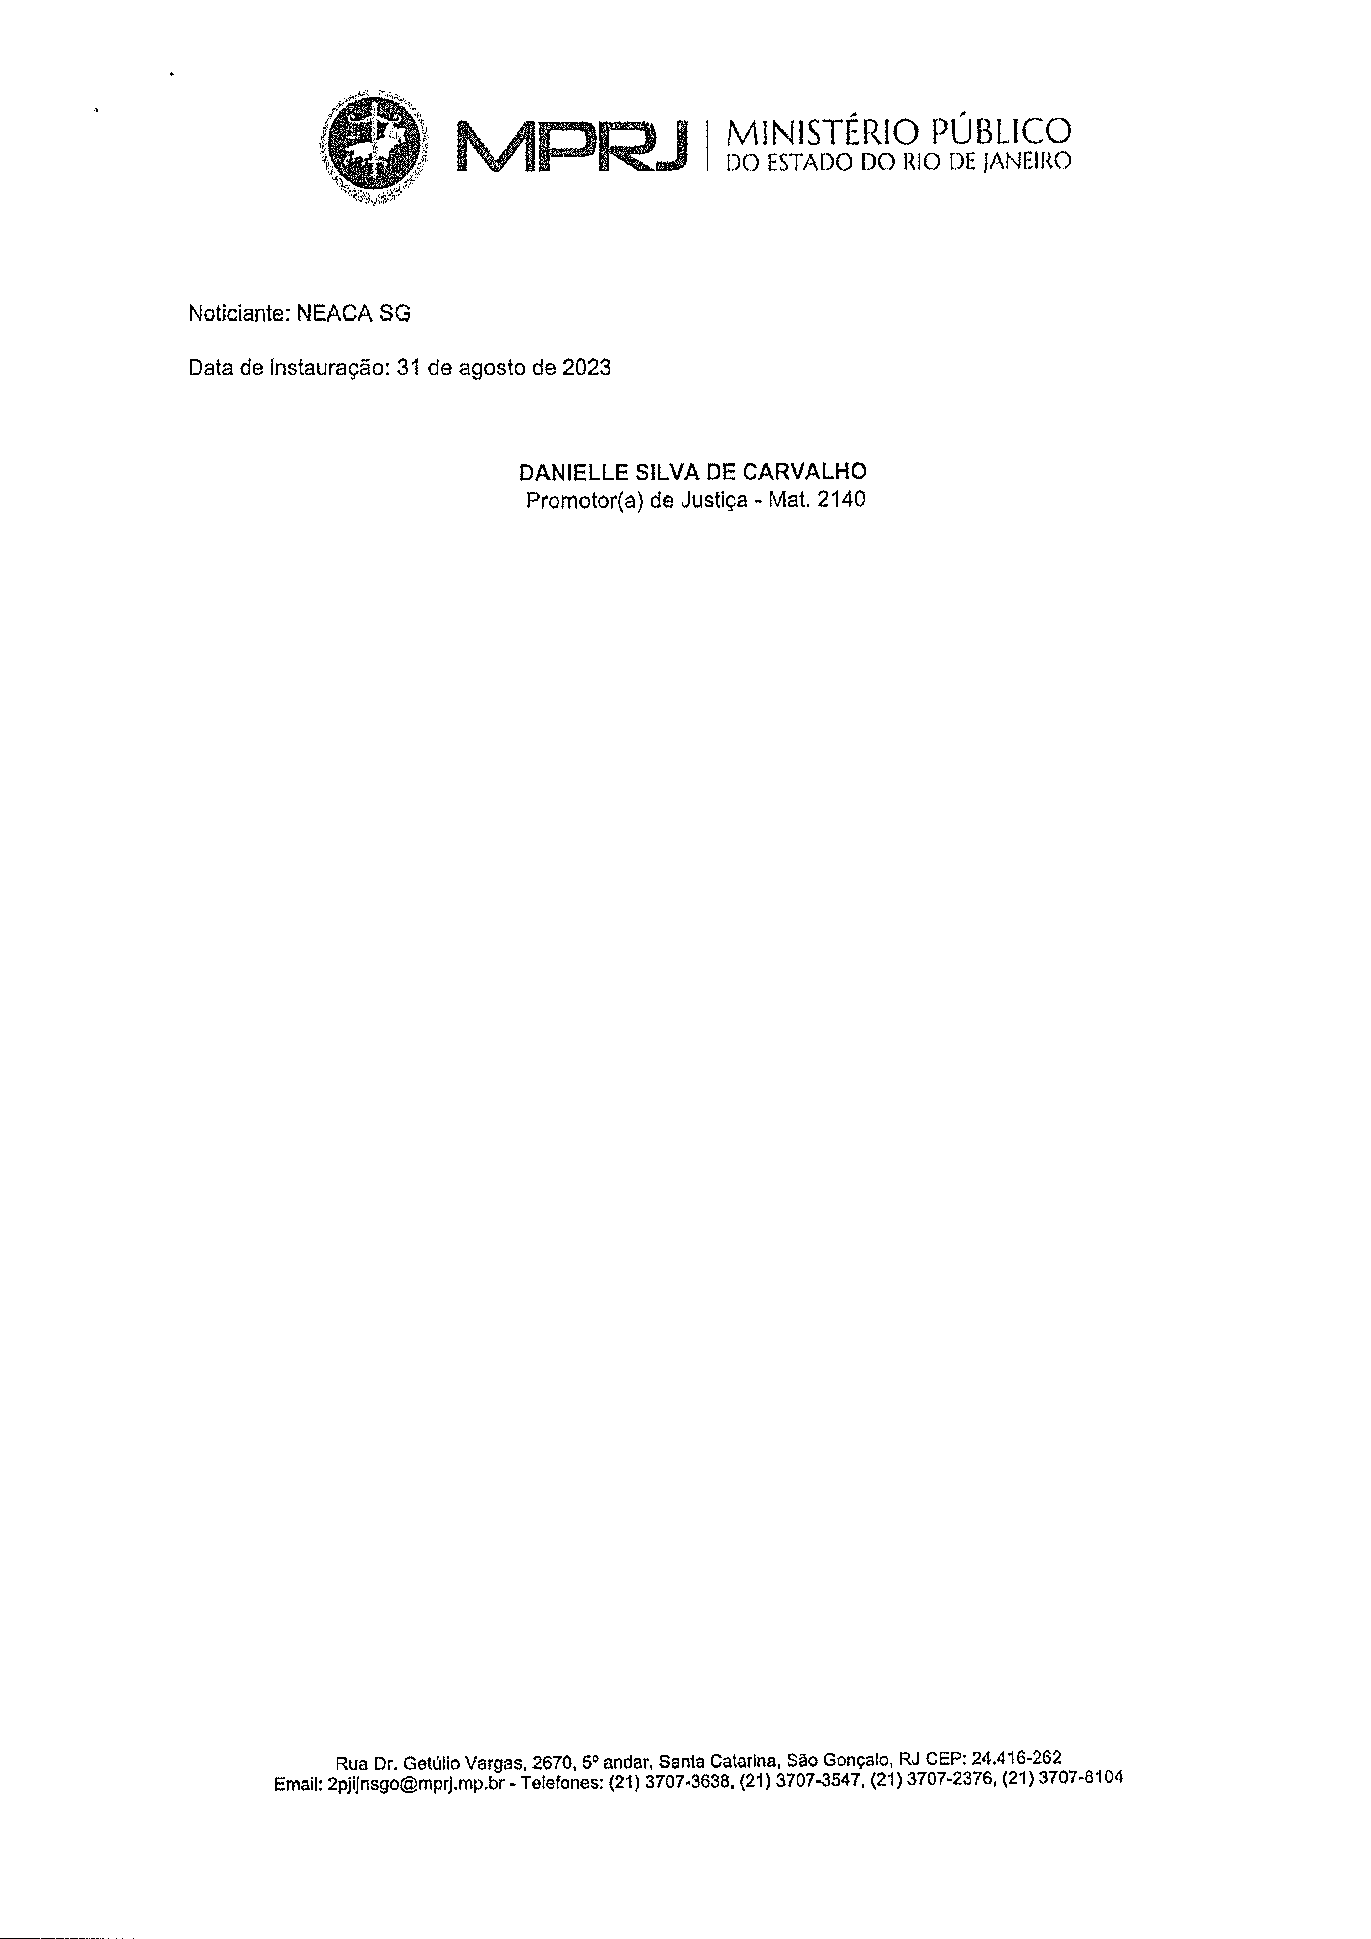 MPRJ MINISTÉRIO PÚBLICO
DO ESTADO DO RIO DE JANEIRO
Noticiante: NEACA SG
Data de Instauração: 31 de agosto de 2023
DANIELLE SILVA DE CARVALHO
Promotor(a) de Justiça - Mat. 2140
Rua Dr. Getúlio Vargas, 2670, 5º andar, Santa Catarina, São Gonçalo, RJ CEP: 24.416-262
Email: 2pjijnsgo@mprj.mp.br - Telefones: (21) 3707-3638, (21) 3707-3547, (21) 3707-2376, (21) 3707-8104